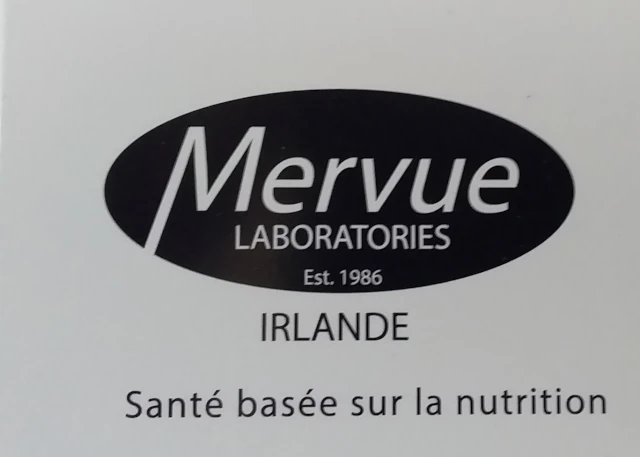 Mervue
LABORATORIES
Est. 1986
IRLANDE
Santé basée sur la nutrition